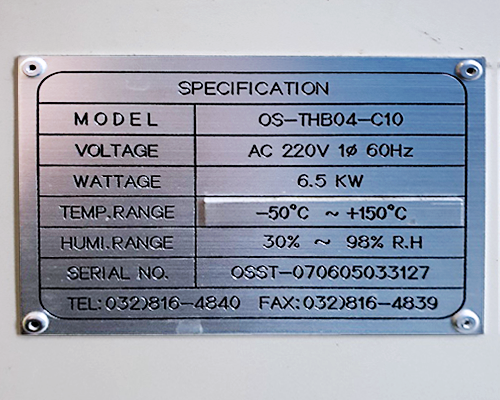 SPECIFICATION
MODEL OS-THB04-C10
VOLTAGE AC 220V 1Ø 60Hz
WATTAGE 6.5 KW
TEMP.RANGE -50°C ~ +150°C
HUMI.RANGE 30% ~ 98% R.H
SERIAL NO. OSST-070605033127
TEL:032)816-4840 FAX:032)816-4839